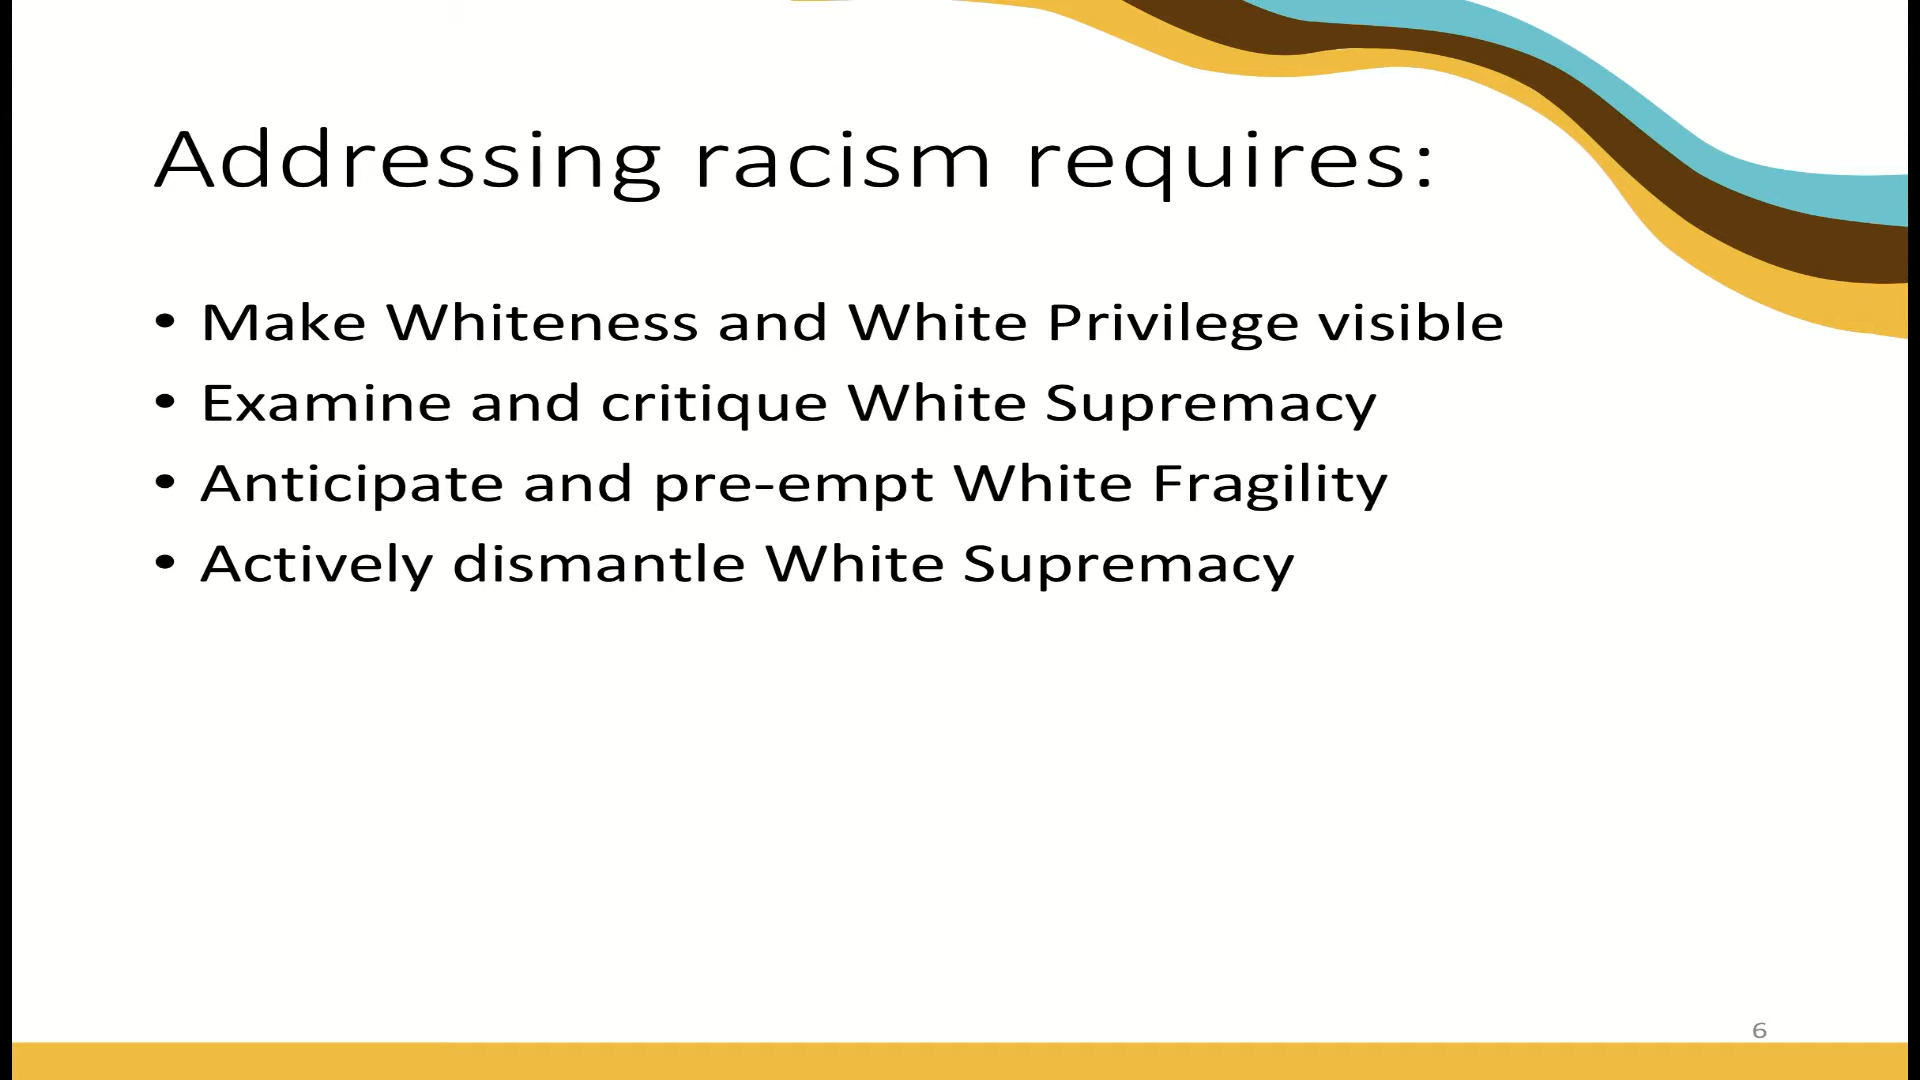 Addressing racism requires:
• Make Whiteness and White Privilege visible
• Examine and critique White Supremacy
• Anticipate and pre-empt White Fragility
• Actively dismantle White Supremacy
6